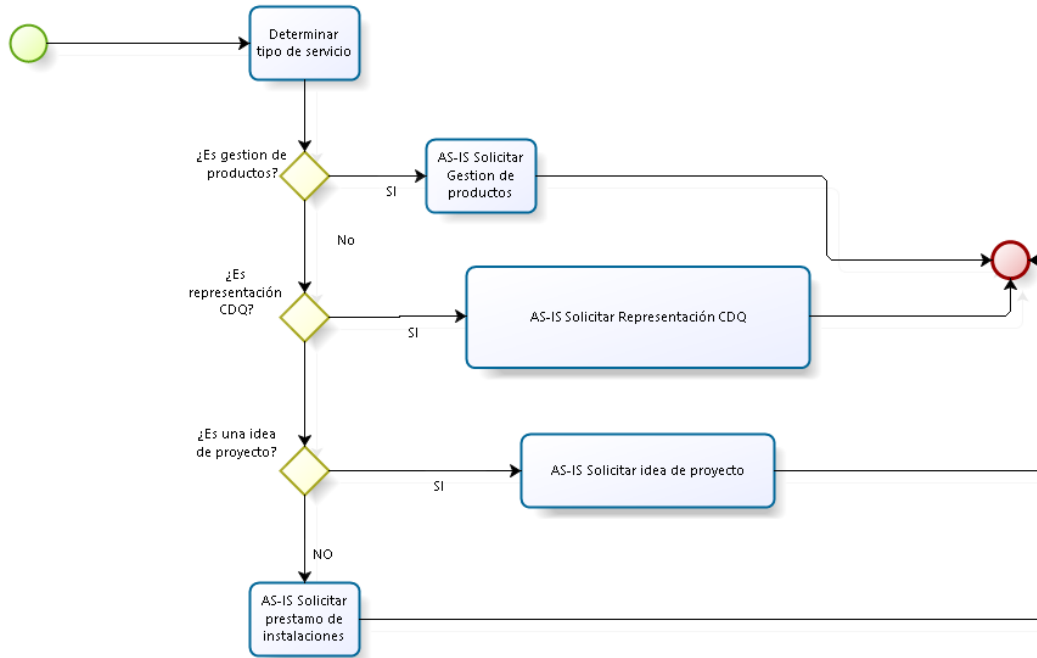 Determinar
tipo de servicio
¿Es gestion de
productos?
SI
AS-IS Solicitar
Gestion de
productos
No
¿Es
representación
CDQ?
SI
AS-IS Solicitar Representación CDQ
¿Es una idea
de proyecto?
SI
AS-IS Solicitar idea de proyecto
NO
AS-IS Solicitar
prestamo de
instalaciones